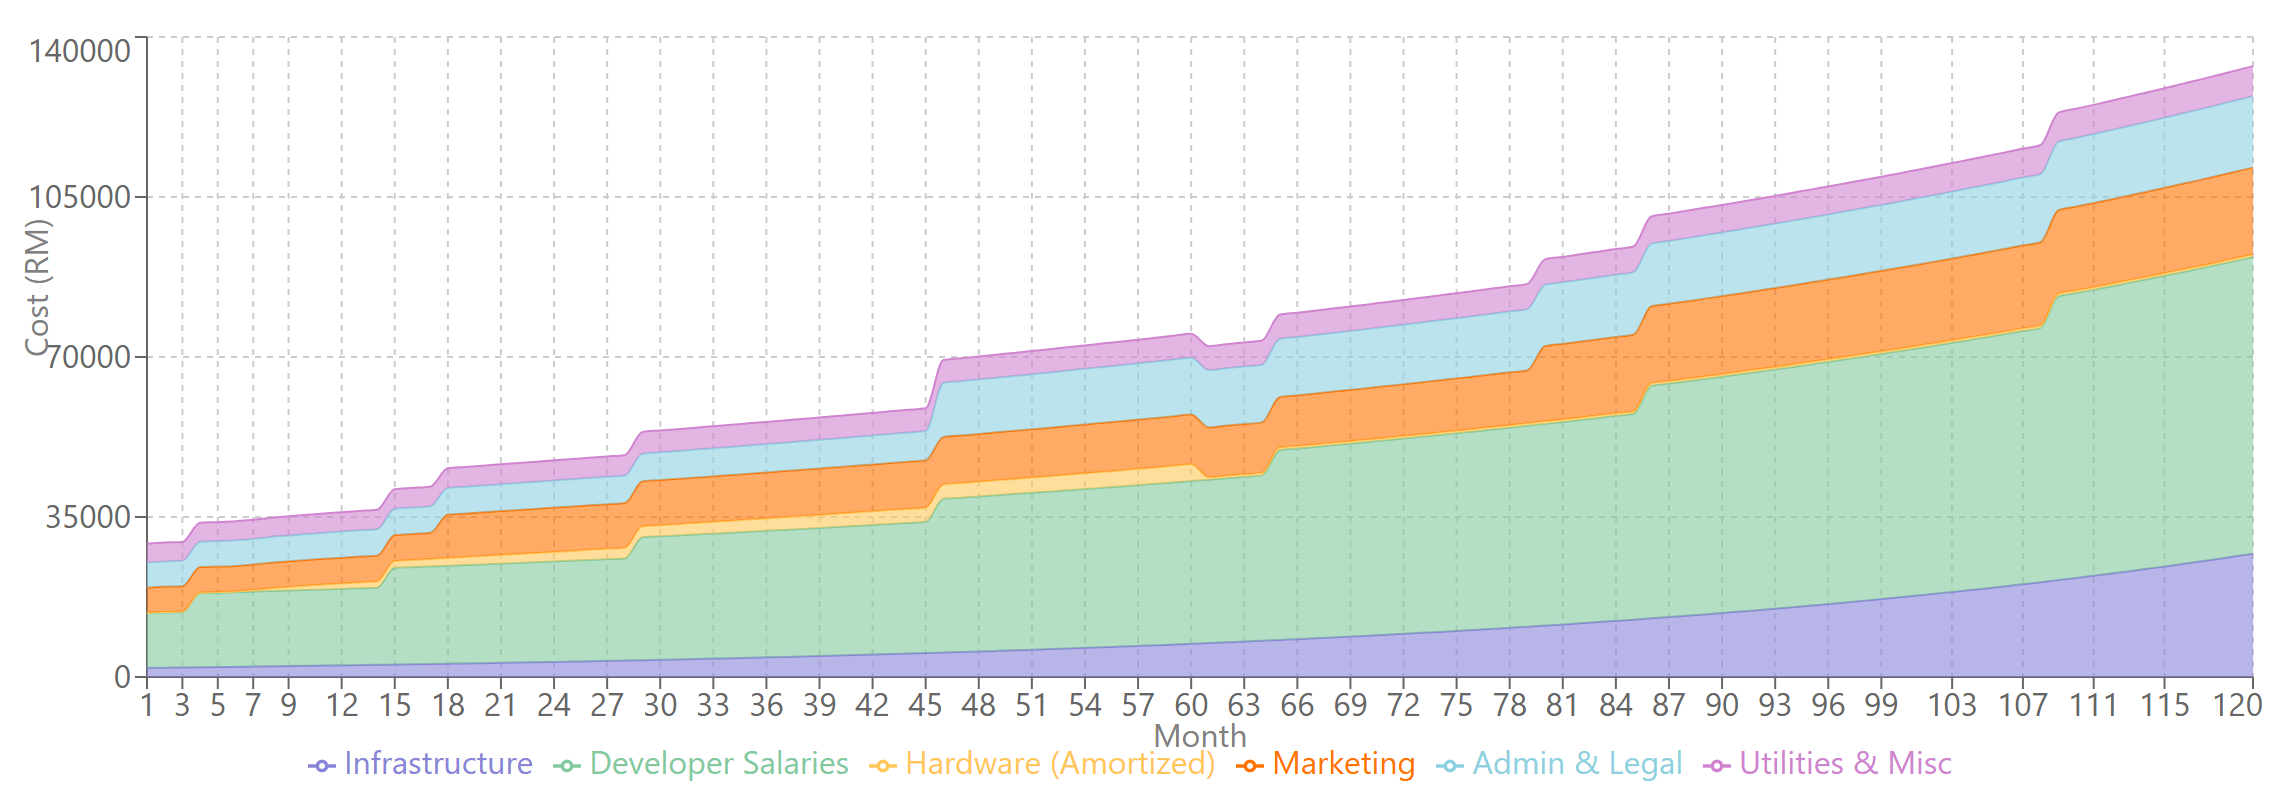 140000
105000
70000
35000
0
Cost (RM)
1 3 5 7 9 12 15 18 21 24 27 30 33 36 39 42 45 48 51 54 57 60 63 66 69 72 75 78 81 84 87 90 93 96 99 103 107 111 115 120
Month
Infrastructure Developer Salaries Hardware (Amortized) Marketing Admin & Legal Utilities & Misc